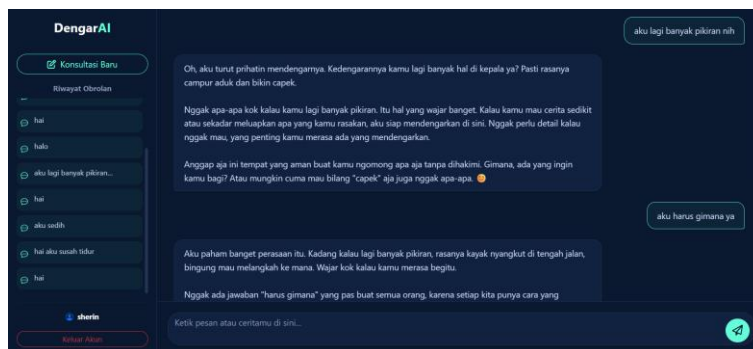 DengarAI
Konsultasi Baru
Riwayat Obrolan
hai
halo
aku lagi banyak pikiran...
hai
aku sedih
hai aku susah tidur
hai
sherin
Keluar Akun
aku lagi banyak pikiran nih
Oh, aku turut prihatin mendengarnya. Kedengarannya kamu lagi banyak hal di kepala ya? Pasti rasanya
campur aduk dan bikin capek.
Nggak apa-apa kok kalau kamu lagi banyak pikiran. Itu hal yang wajar banget. Kalau kamu mau cerita sedikit
atau sekadar meluapkan apa yang kamu rasakan, aku siap mendengarkan di sini. Nggak perlu detail kalau
nggak mau, yang penting kamu merasa ada yang mendengarkan.
Anggap aja ini tempat yang aman buat kamu ngomong apa aja tanpa dihakimi. Gimana, ada yang ingin
kamu bagi? Atau mungkin cuma mau bilang "capek" aja juga nggak apa-apa. 😊
aku harus gimana ya
Aku paham banget perasaan itu. Kadang kalau lagi banyak pikiran, rasanya kayak nyangkut di tengah jalan,
bingung mau melangkah ke mana. Wajar kok kalau kamu merasa begitu.
Nggak ada jawaban "harus gimana" yang pas buat semua orang, karena setiap kita punya cara yang
Ketik pesan atau ceritamu di sini...